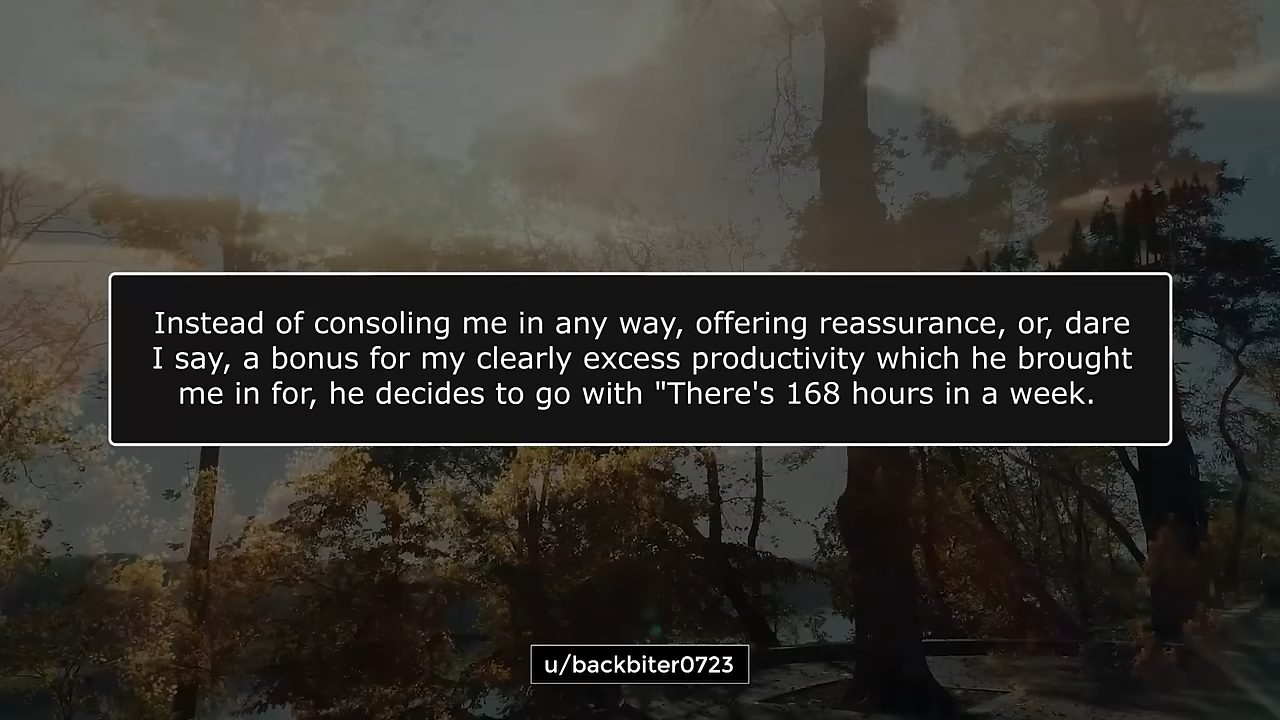 Instead of consoling me in any way, offering reassurance, or, dare
I say, a bonus for my clearly excess productivity which he brought
me in for, he decides to go with "There's 168 hours in a week.
u/backbiter0723